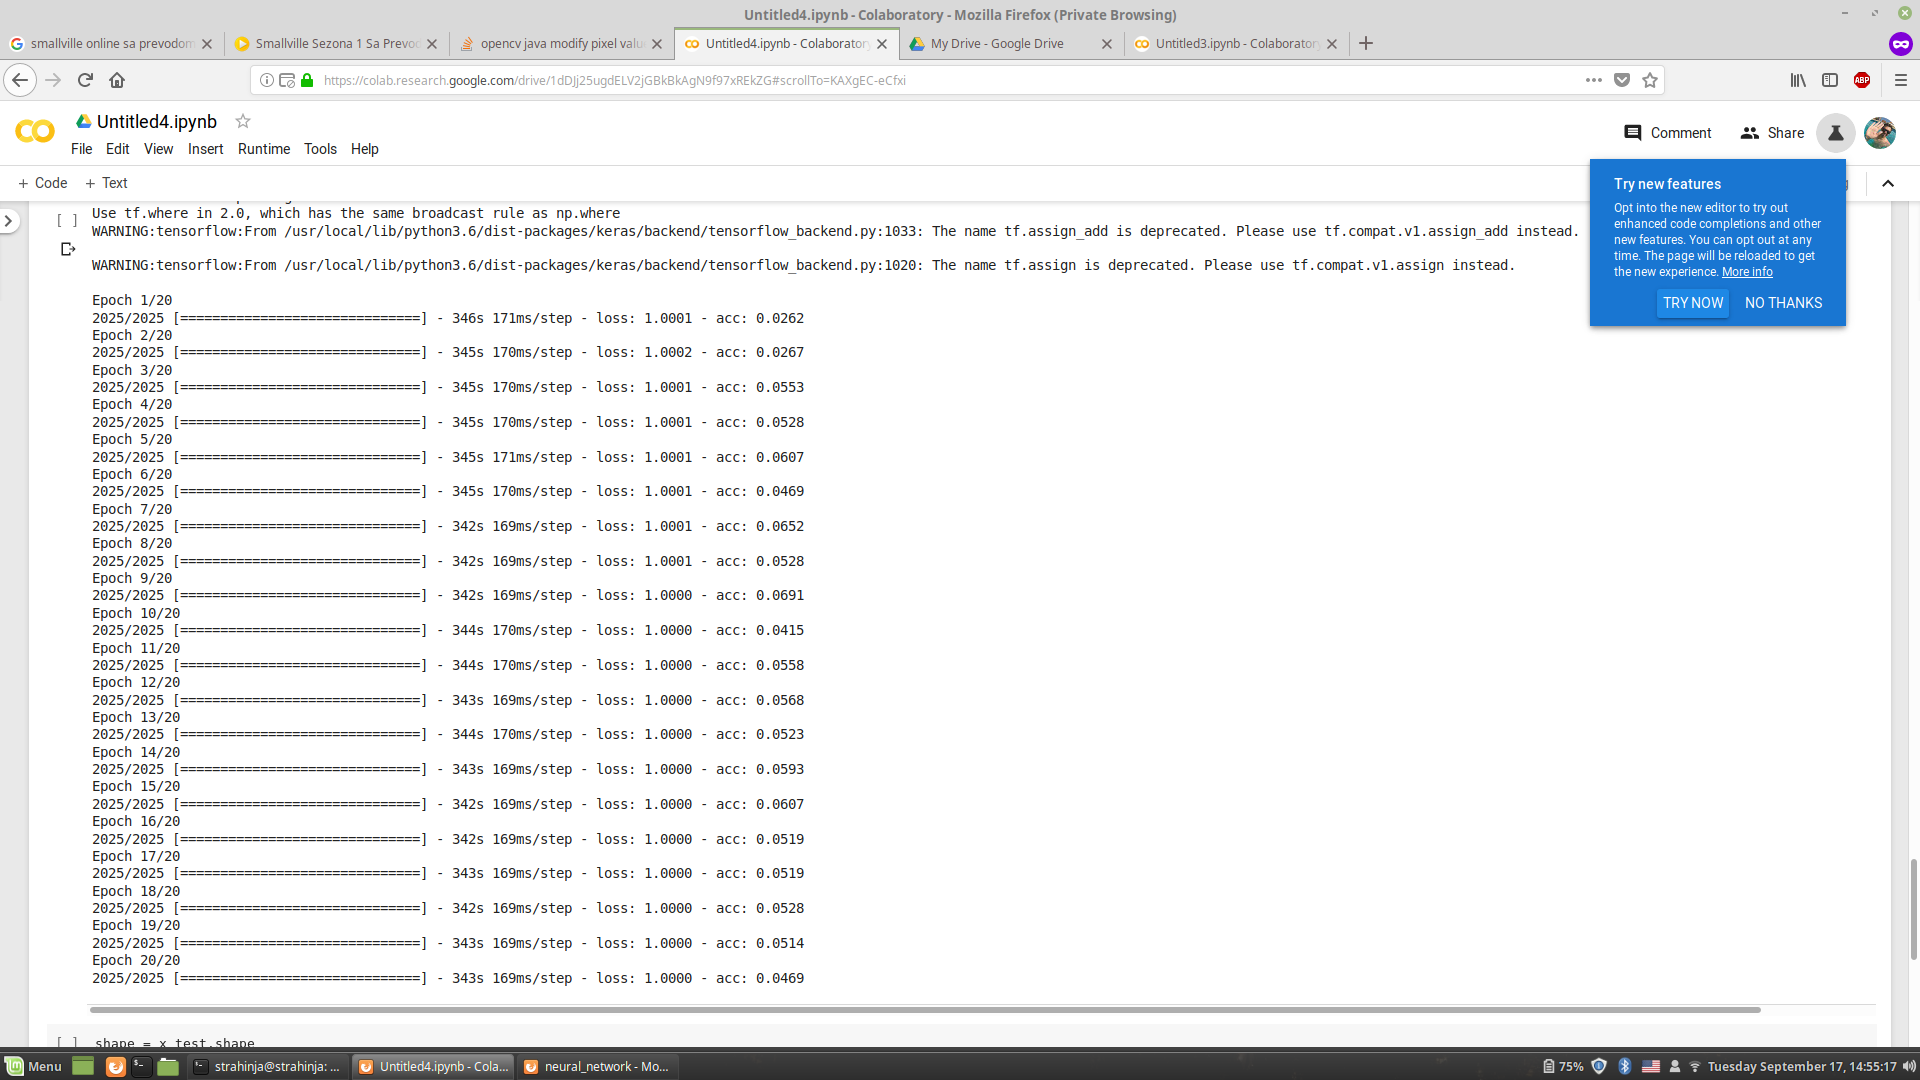 Untitled4.ipynb - Colaboratory - Mozilla Firefox (Private Browsing)
smallville online sa prevodom
Smallville Sezona 1 Sa Prevo
opencv java modify pixel valu
Untitled4.ipynb - Colaboratory
My Drive - Google Drive
Untitled3.ipynb - Colaboratory
https://colab.research.google.com/drive/1dDJj25ugdELV2jGBkBkAgN9f97xREkZG#scrollTo=KAXgEC-eCfxi
ABP
Untitled4.ipynb
Comment
Share
File Edit View Insert Runtime Tools Help
+ Code + Text
Try new features
Opt into the new editor to try out
enhanced code completions and other
new features. You can opt out at any
time. The page will be reloaded to get
the new experience. More info
TRY NOW NO THANKS
[ ] Use tf.where in 2.0, which has the same broadcast rule as np.where
WARNING:tensorflow:From /usr/local/lib/python3.6/dist-packages/keras/backend/tensorflow_backend.py:1033: The name tf.assign_add is deprecated. Please use tf.compat.v1.assign_add instead.
WARNING:tensorflow:From /usr/local/lib/python3.6/dist-packages/keras/backend/tensorflow_backend.py:1020: The name tf.assign is deprecated. Please use tf.compat.v1.assign instead.
Epoch 1/20
2025/2025 [==============================] - 346s 171ms/step - loss: 1.0001 - acc: 0.0262
Epoch 2/20
2025/2025 [==============================] - 345s 170ms/step - loss: 1.0002 - acc: 0.0267
Epoch 3/20
2025/2025 [==============================] - 345s 170ms/step - loss: 1.0001 - acc: 0.0553
Epoch 4/20
2025/2025 [==============================] - 345s 170ms/step - loss: 1.0001 - acc: 0.0528
Epoch 5/20
2025/2025 [==============================] - 345s 171ms/step - loss: 1.0001 - acc: 0.0607
Epoch 6/20
2025/2025 [==============================] - 345s 170ms/step - loss: 1.0001 - acc: 0.0469
Epoch 7/20
2025/2025 [==============================] - 342s 169ms/step - loss: 1.0001 - acc: 0.0652
Epoch 8/20
2025/2025 [==============================] - 342s 169ms/step - loss: 1.0001 - acc: 0.0528
Epoch 9/20
2025/2025 [==============================] - 342s 169ms/step - loss: 1.0000 - acc: 0.0691
Epoch 10/20
2025/2025 [==============================] - 344s 170ms/step - loss: 1.0000 - acc: 0.0415
Epoch 11/20
2025/2025 [==============================] - 344s 170ms/step - loss: 1.0000 - acc: 0.0558
Epoch 12/20
2025/2025 [==============================] - 343s 169ms/step - loss: 1.0000 - acc: 0.0568
Epoch 13/20
2025/2025 [==============================] - 344s 170ms/step - loss: 1.0000 - acc: 0.0523
Epoch 14/20
2025/2025 [==============================] - 343s 169ms/step - loss: 1.0000 - acc: 0.0593
Epoch 15/20
2025/2025 [==============================] - 342s 169ms/step - loss: 1.0000 - acc: 0.0607
Epoch 16/20
2025/2025 [==============================] - 342s 169ms/step - loss: 1.0000 - acc: 0.0519
Epoch 17/20
2025/2025 [==============================] - 343s 169ms/step - loss: 1.0000 - acc: 0.0519
Epoch 18/20
2025/2025 [==============================] - 342s 169ms/step - loss: 1.0000 - acc: 0.0528
Epoch 19/20
2025/2025 [==============================] - 343s 169ms/step - loss: 1.0000 - acc: 0.0514
Epoch 20/20
2025/2025 [==============================] - 343s 169ms/step - loss: 1.0000 - acc: 0.0469
[ ] shape = x_test.shape
Menu
strahinja@strahinja: ...
Untitled4.ipynb - Cola...
neural_network - Mo...
75%
Tuesday September 17, 14:55:17